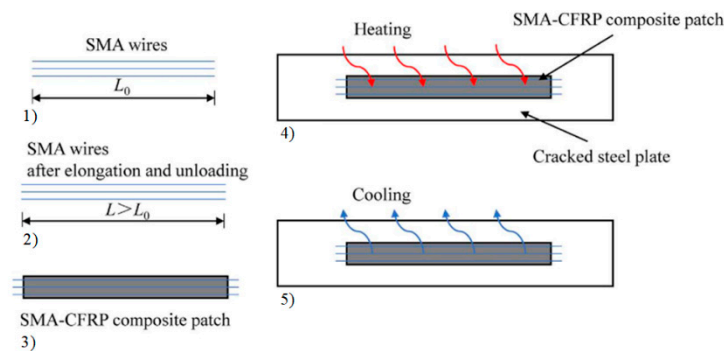 SMA wires
L0
1)
SMA wires
after elongation and unloading
L>L0
2)
SMA-CFRP composite patch
3)
Heating
SMA-CFRP composite patch
4)
Cracked steel plate
Cooling
5)